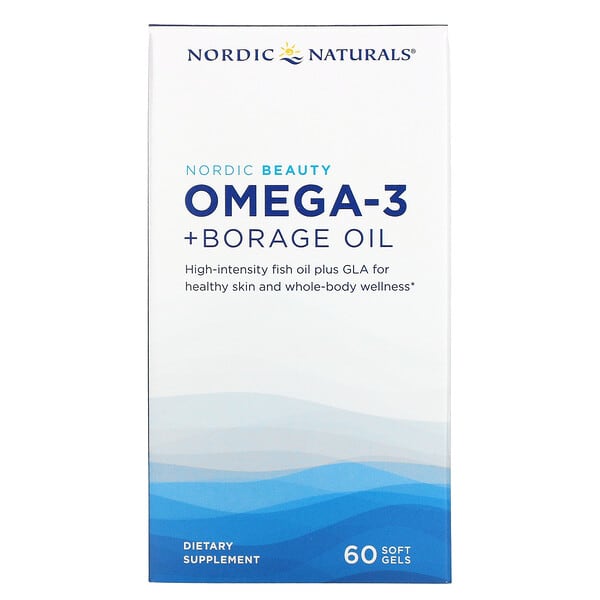 NORDIC NATURALS®
NORDIC BEAUTY
OMEGA-3
+BORAGE OIL
High-intensity fish oil plus GLA for
healthy skin and whole-body wellness*
DIETARY
SUPPLEMENT
60 SOFT
GELS